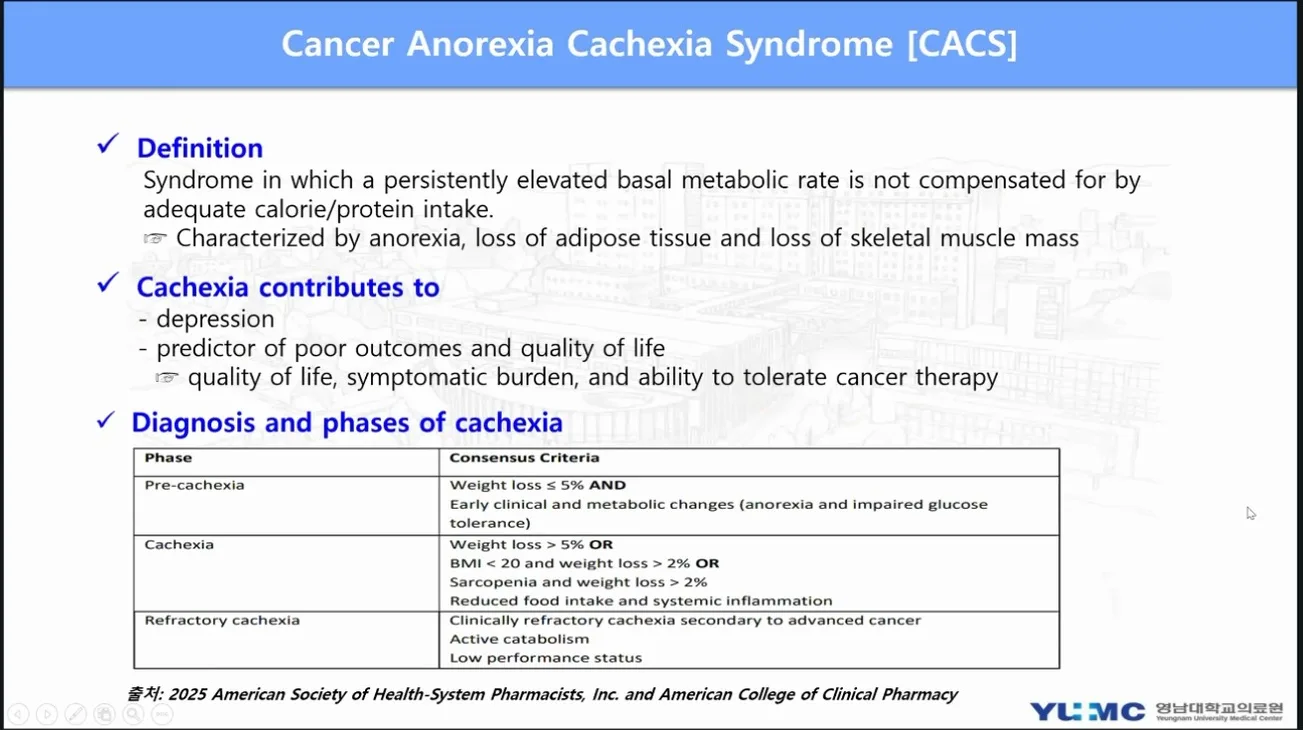 Cancer Anorexia Cachexia Syndrome [CACS]
✓ Definition
Syndrome in which a persistently elevated basal metabolic rate is not compensated for by
adequate calorie/protein intake.
☞ Characterized by anorexia, loss of adipose tissue and loss of skeletal muscle mass
✓ Cachexia contributes to
- depression
- predictor of poor outcomes and quality of life
☞ quality of life, symptomatic burden, and ability to tolerate cancer therapy
✓ Diagnosis and phases of cachexia
Phase Consensus Criteria
Pre-cachexia Weight loss ≤ 5% AND
Early clinical and metabolic changes (anorexia and impaired glucose
tolerance)
Cachexia Weight loss > 5% OR
BMI < 20 and weight loss > 2% OR
Sarcopenia and weight loss > 2%
Reduced food intake and systemic inflammation
Refractory cachexia Clinically refractory cachexia secondary to advanced cancer
Active catabolism
Low performance status
출처: 2025 American Society of Health-System Pharmacists, Inc. and American College of Clinical Pharmacy
YUMC 영남대학교의료원
Yeungnam University Medical Center